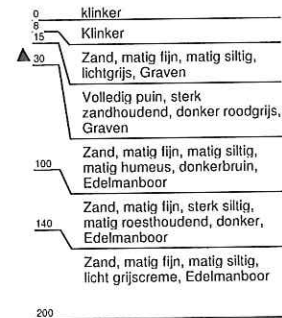 0 klinker
8 Klinker
15 Zand, matig fijn, matig siltig,
lichtgrijs, Graven
30 Volledig puin, sterk
zandhoudend, donker roodgrijs,
Graven
100 Zand, matig fijn, matig siltig,
matig humeus, donkerbruin,
Edelmanboor
140 Zand, matig fijn, sterk siltig,
matig roesthoudend, donker,
Edelmanboor
Zand, matig fijn, matig siltig,
licht grijscreme, Edelmanboor
200